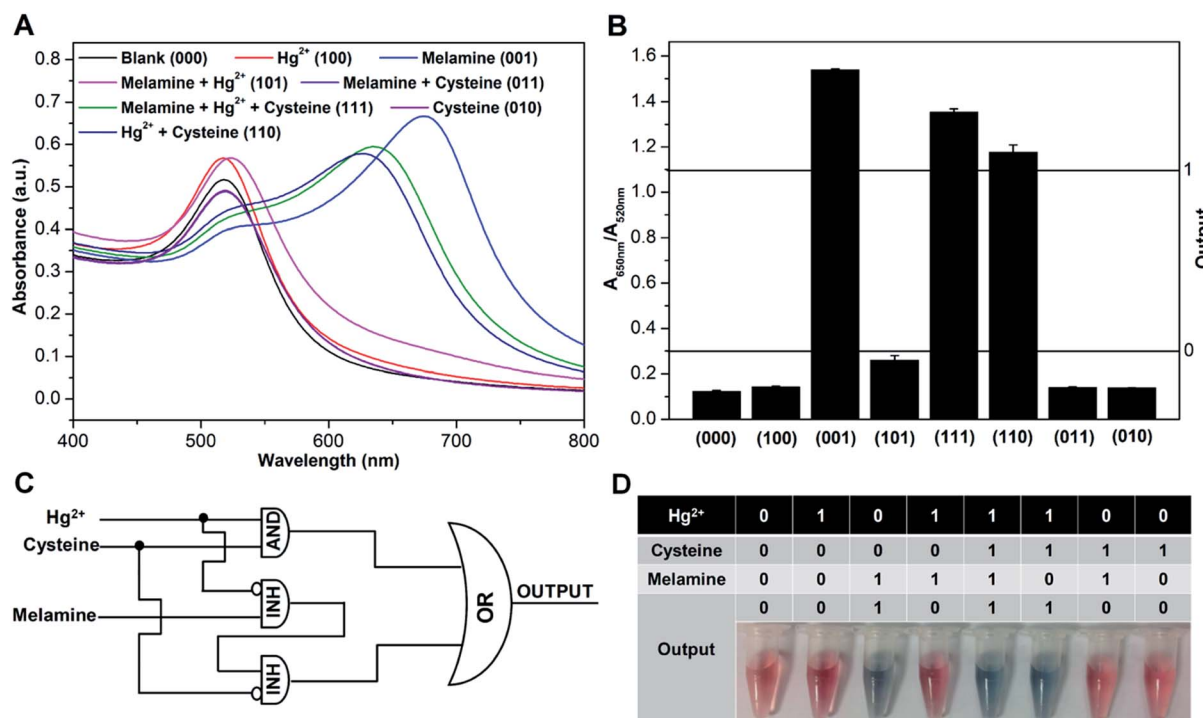 A
Blank (000) Hg2+ (100) Melamine (001)
Melamine + Hg2+ (101) Melamine + Cysteine (011)
Melamine + Hg2+ + Cysteine (111) Cysteine (010)
Hg2+ + Cysteine (110)
Absorbance (a.u.)
0.8
0.7
0.6
0.5
0.4
0.3
0.2
0.1
0.0
400 500 600 700 800
Wavelength (nm)
B
A650nm/A520nm
1.6
1.4
1.2
1.0
0.8
0.6
0.4
0.2
0.0
1
0
Output
(000) (100) (001) (101) (111) (110) (011) (010)
C
Hg2+
Cysteine
Melamine
AND
INH
INH
OR
OUTPUT
D
Hg2+ 0 1 0 1 1 1 0 0
Cysteine 0 0 0 0 1 1 1 1
Melamine 0 0 1 1 1 0 1 0
Output 0 0 1 0 1 1 0 0